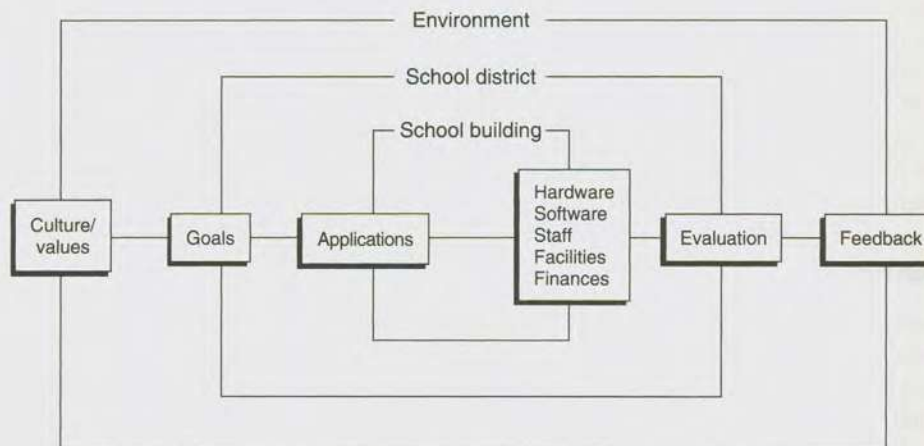 Environment
School district
School building
Culture/
values
Goals
Applications
Hardware
Software
Staff
Facilities
Finances
Evaluation
Feedback